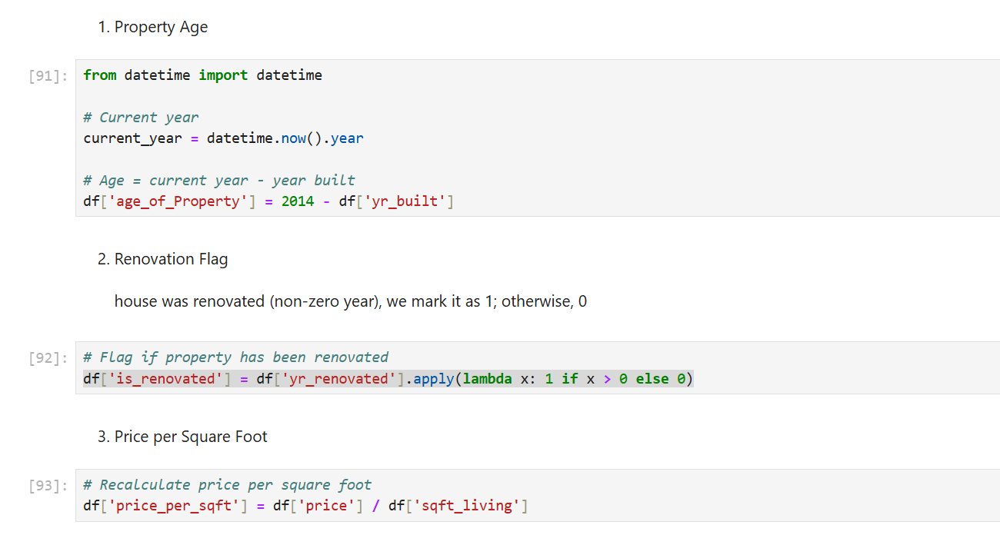 1. Property Age
[91]: from datetime import datetime
# Current year
current_year = datetime.now().year
# Age = current year - year built
df['age_of_Property'] = 2014 - df['yr_built']
2. Renovation Flag
house was renovated (non-zero year), we mark it as 1; otherwise, 0
[92]: # Flag if property has been renovated
df['is_renovated'] = df['yr_renovated'].apply(lambda x: 1 if x > 0 else 0)
3. Price per Square Foot
[93]: # Recalculate price per square foot
df['price_per_sqft'] = df['price'] / df['sqft_living']